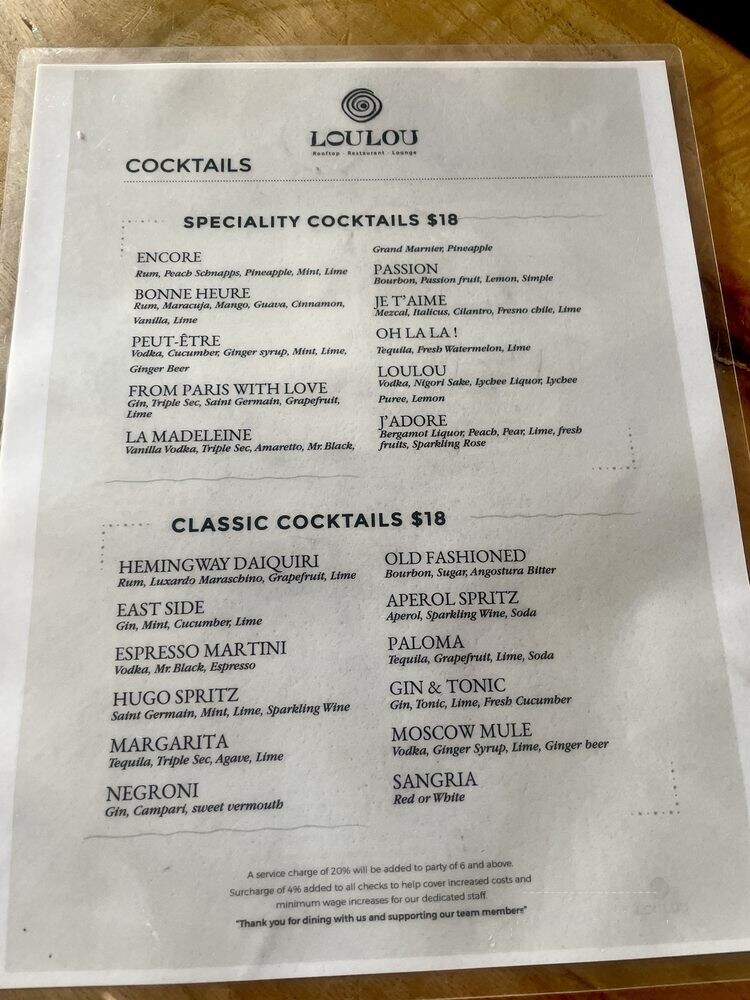 LOULOU
Rooftop · Restaurant · Lounge
COCKTAILS
SPECIALITY COCKTAILS $18
ENCORE
Rum, Peach Schnapps, Pineapple, Mint, Lime
BONNE HEURE
Rum, Maracuja, Mango, Guava, Cinnamon,
Vanilla, Lime
PEUT-ÊTRE
Vodka, Cucumber, Ginger syrup, Mint, Lime,
Ginger Beer
FROM PARIS WITH LOVE
Gin, Triple Sec, Saint Germain, Grapefruit,
Lime
LA MADELEINE
Vanilla Vodka, Triple Sec, Amaretto, Mr. Black,
Grand Marnier, Pineapple
PASSION
Bourbon, Passion fruit, Lemon, Simple
JE T'AIME
Mezcal, Italicus, Cilantro, Fresno chile, Lime
OH LA LA !
Tequila, Fresh Watermelon, Lime
LOULOU
Vodka, Nigori Sake, Lychee Liquor, Lychee
Puree, Lemon
J'ADORE
Bergamot Liquor, Peach, Pear, Lime, fresh
fruits, Sparkling Rose
CLASSIC COCKTAILS $18
HEMINGWAY DAIQUIRI
Rum, Luxardo Maraschino, Grapefruit, Lime
EAST SIDE
Gin, Mint, Cucumber, Lime
ESPRESSO MARTINI
Vodka, Mr. Black, Espresso
HUGO SPRITZ
Saint Germain, Mint, Lime, Sparkling Wine
MARGARITA
Tequila, Triple Sec, Agave, Lime
NEGRONI
Gin, Campari, sweet vermouth
OLD FASHIONED
Bourbon, Sugar, Angostura Bitter
APEROL SPRITZ
Aperol, Sparkling Wine, Soda
PALOMA
Tequila, Grapefruit, Lime, Soda
GIN & TONIC
Gin, Tonic, Lime, Fresh Cucumber
MOSCOW MULE
Vodka, Ginger Syrup, Lime, Ginger beer
SANGRIA
Red or White
A service charge of 20% will be added to party of 6 and above.
Surcharge of 4% added to all checks to help cover increased costs and
minimum wage increases for our dedicated staff.
"Thank you for dining with us and supporting our team members"
LOULOU